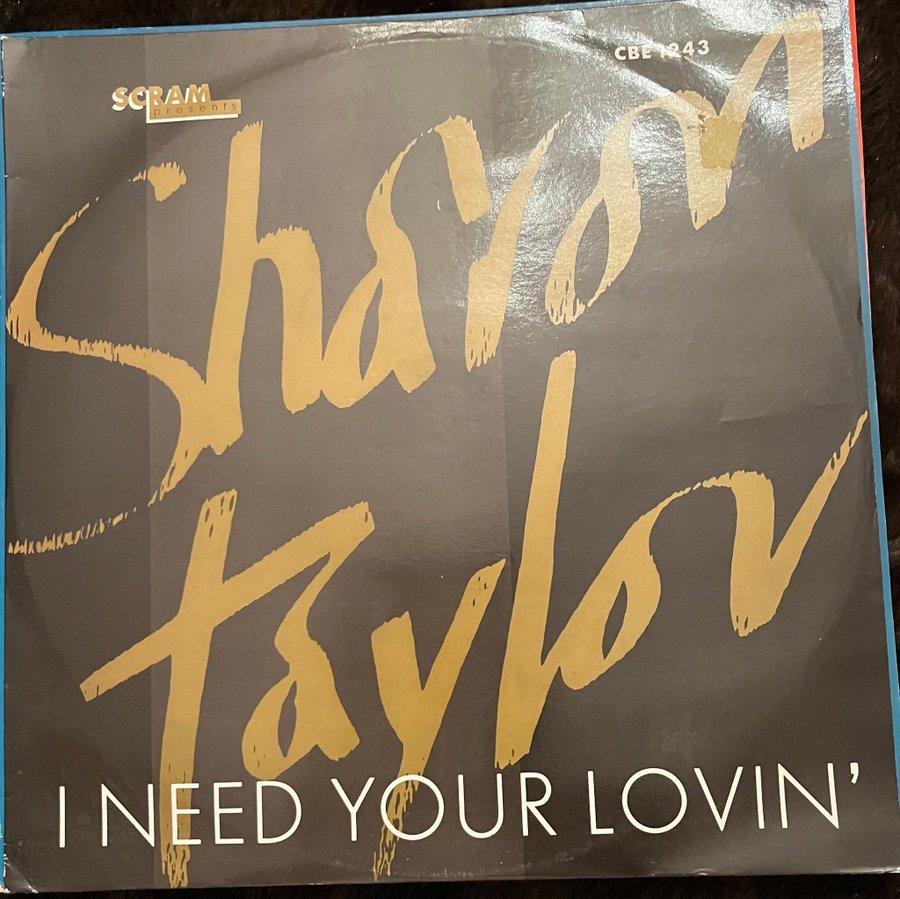 CBE 1243
SCRAM
presents
Sharon
Taylor
I NEED YOUR LOVIN'